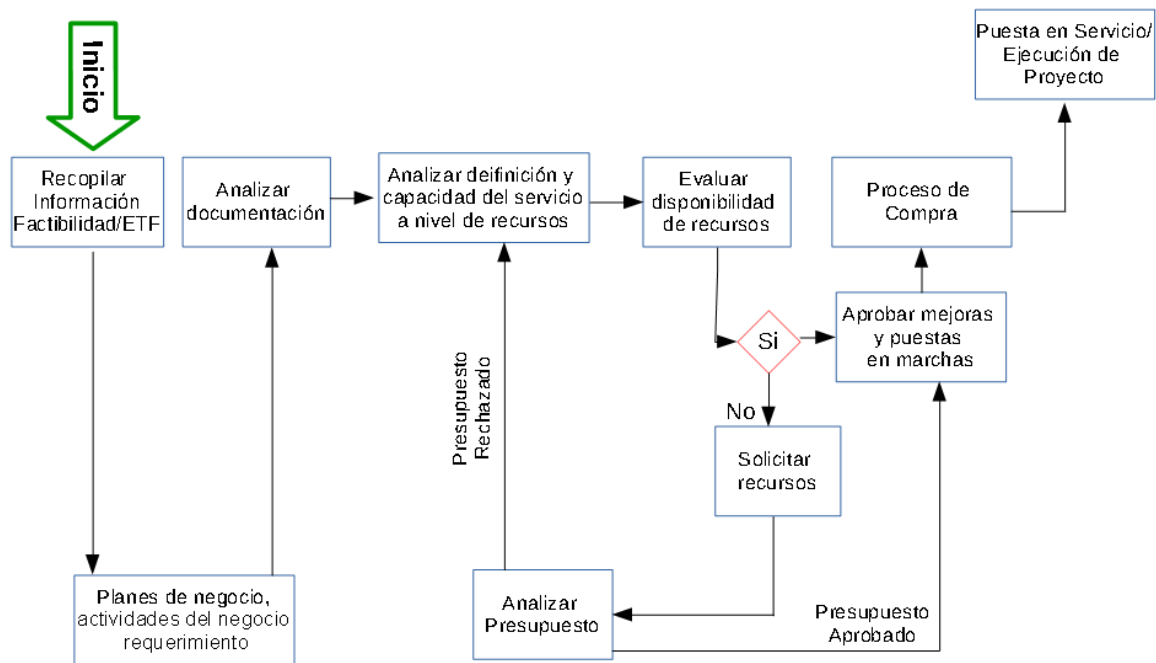 Inicio
Recopilar
Información
Factibilidad/ETF
Planes de negocio,
actividades del negocio
requerimiento
Analizar
documentación
Analizar deifinición y
capacidad del servicio
a nivel de recursos
Evaluar
disponibilidad
de recursos
Si
No
Solicitar
recursos
Analizar
Presupuesto
Presupuesto
Rechazado
Presupuesto
Aprobado
Aprobar mejoras
y puestas
en marchas
Proceso de
Compra
Puesta en Servicio/
Ejecución de
Proyecto